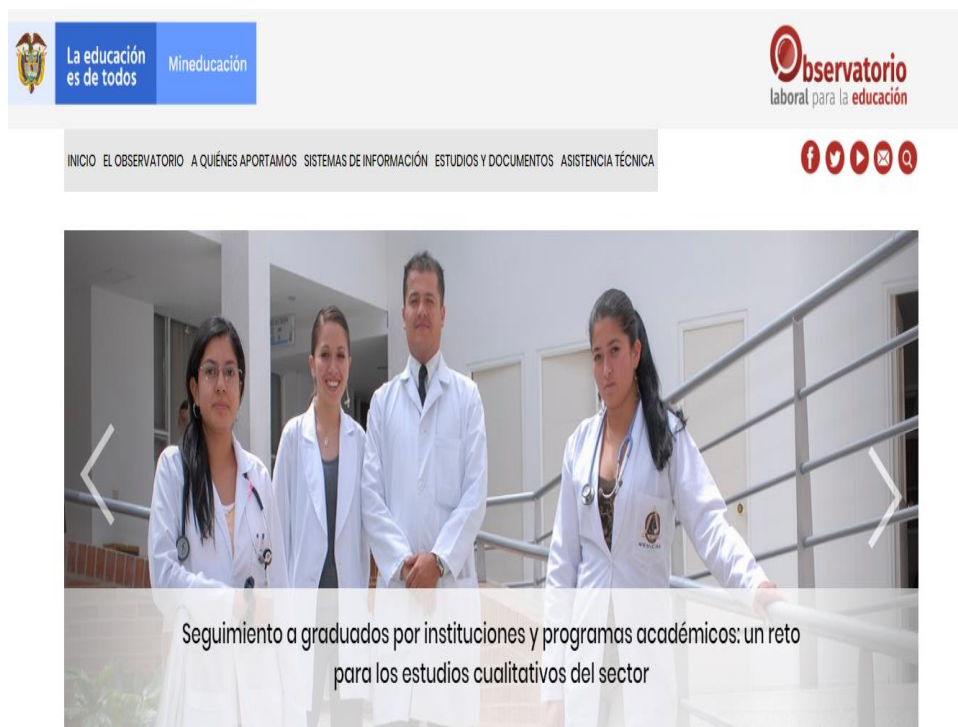 La educación
es de todos
Mineducación
Observatorio
laboral para la educación
INICIO EL OBSERVATORIO A QUIÉNES APORTAMOS SISTEMAS DE INFORMACIÓN ESTUDIOS Y DOCUMENTOS ASISTENCIA TÉCNICA
Seguimiento a graduados por instituciones y programas académicos: un reto
para los estudios cualitativos del sector